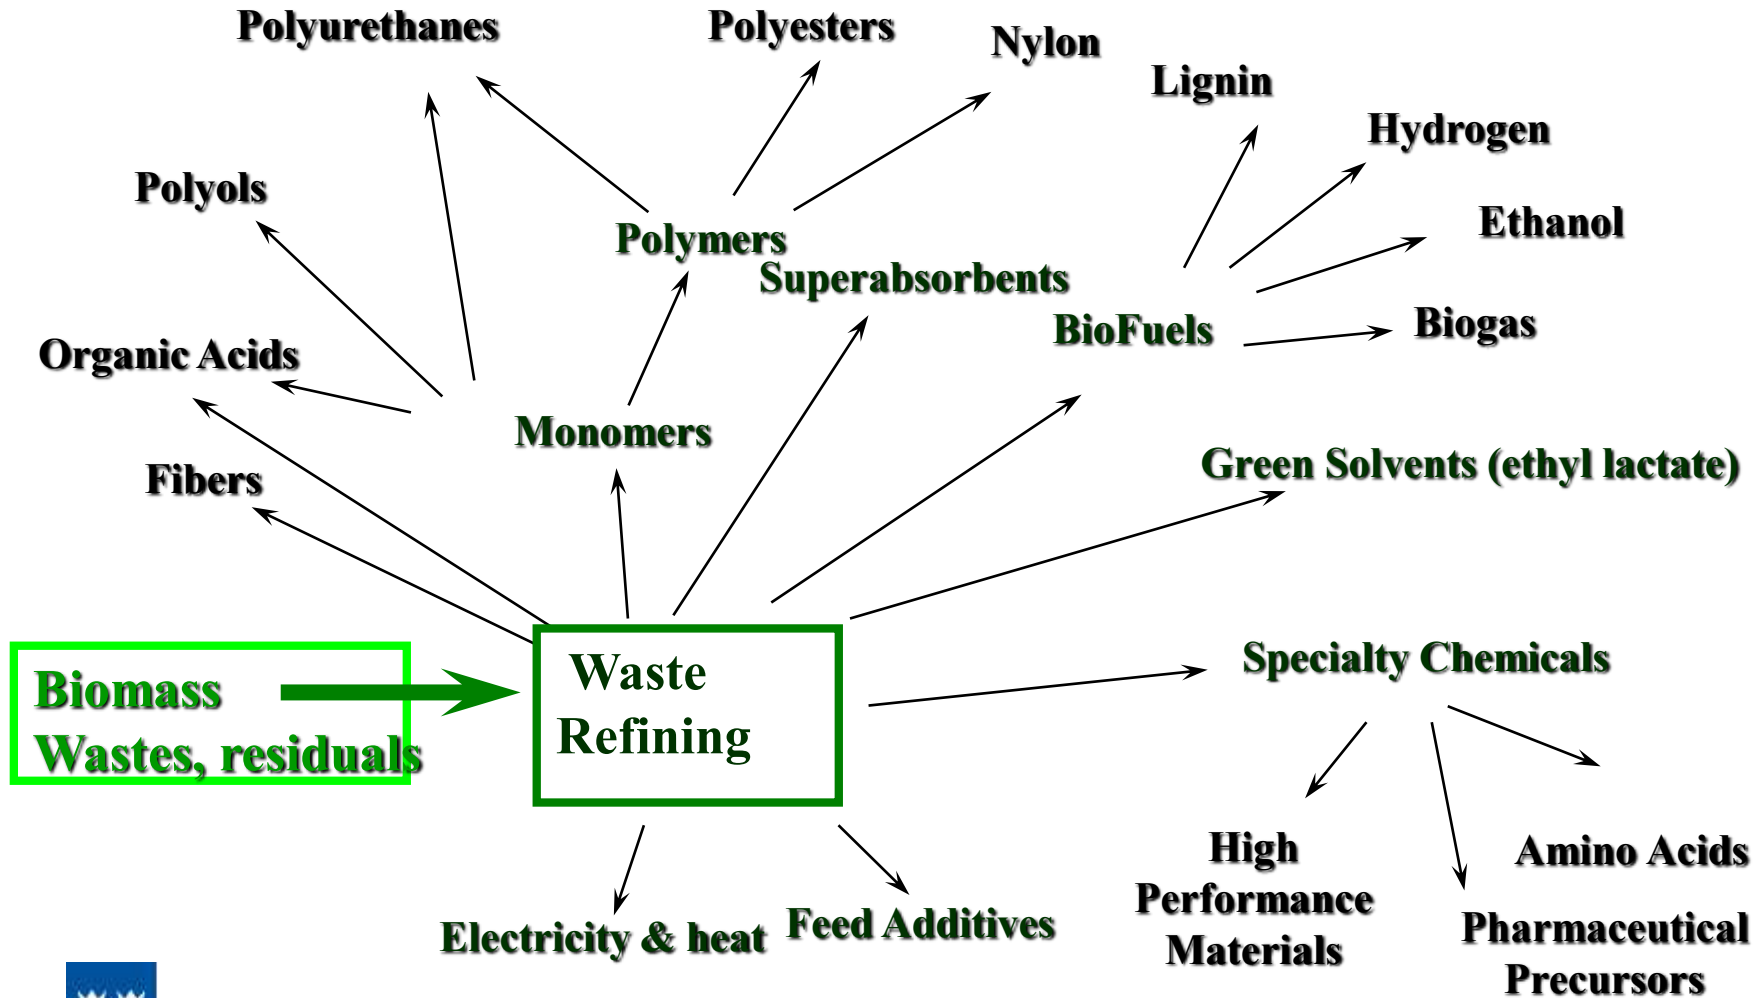 Polyurethanes
Polyesters
Nylon
Lignin
Hydrogen
Polyols
Ethanol
Polymers
Superabsorbents
BioFuels
Biogas
Organic Acids
Monomers
Green Solvents (ethyl lactate)
Fibers
Biomass
Wastes, residuals
Waste
Refining
Specialty Chemicals
High
Performance
Materials
Amino Acids
Pharmaceutical
Precursors
Electricity & heat
Feed Additives